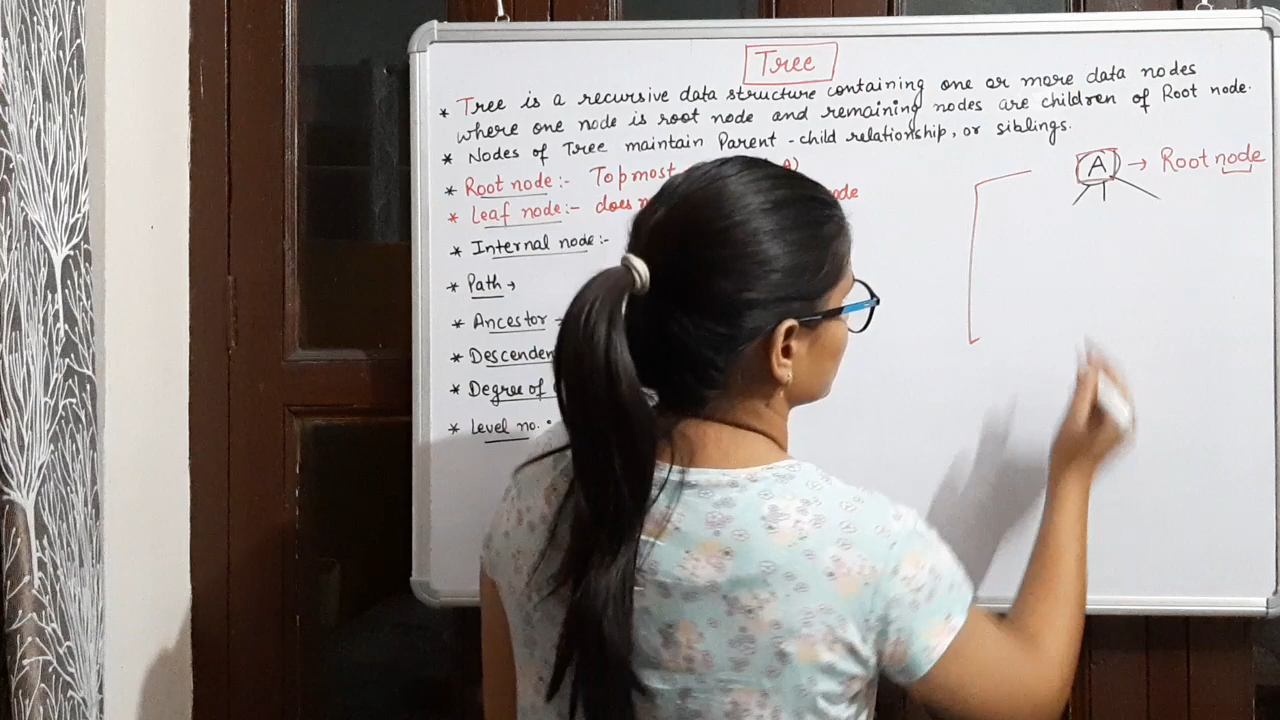 Tree
* Tree is a recursive data structure containing one or more data nodes
where one node is root node and remaining nodes are children of Root node.
* Nodes of Tree maintain Parent-child relationship, or siblings.
* Root node:- Topmost A)
* Leaf node:- does
* Internal node:-
* Path →
* Ancestor
* Descenden
* Degree of
* Level no. :
A → Root node